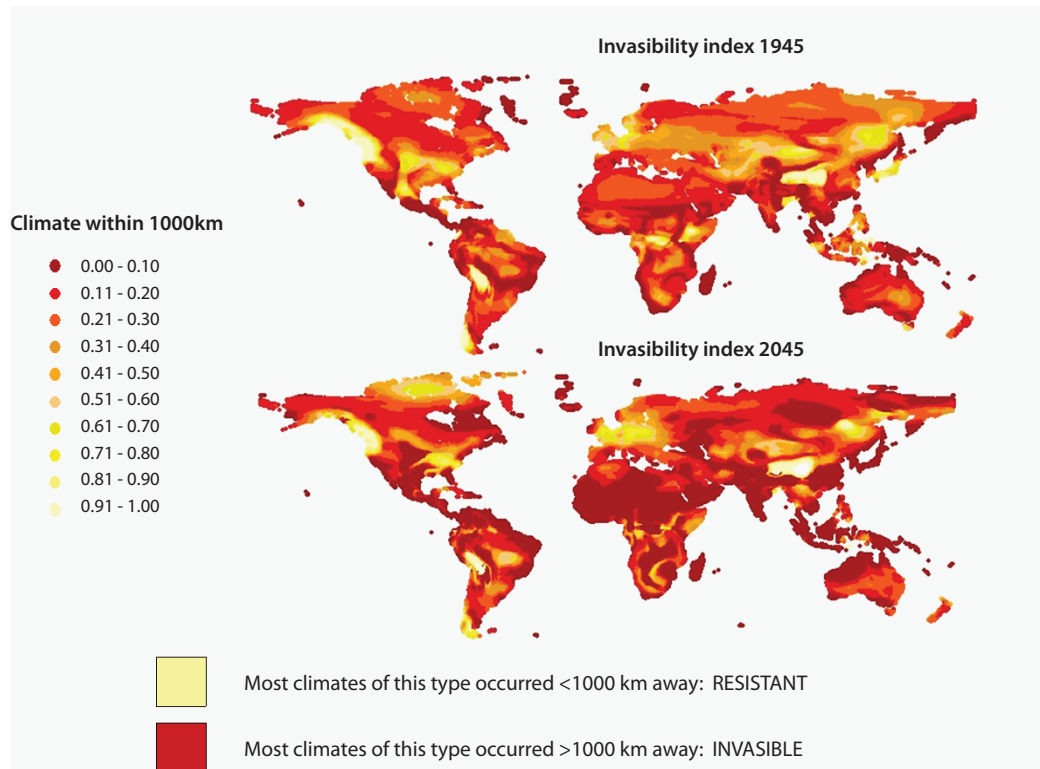 Invasibility index 1945
Climate within 1000km
0.00 - 0.10
0.11 - 0.20
0.21 - 0.30
0.31 - 0.40
0.41 - 0.50
0.51 - 0.60
0.61 - 0.70
0.71 - 0.80
0.81 - 0.90
0.91 - 1.00
Invasibility index 2045
Most climates of this type occurred <1000 km away: RESISTANT
Most climates of this type occurred >1000 km away: INVASIBLE